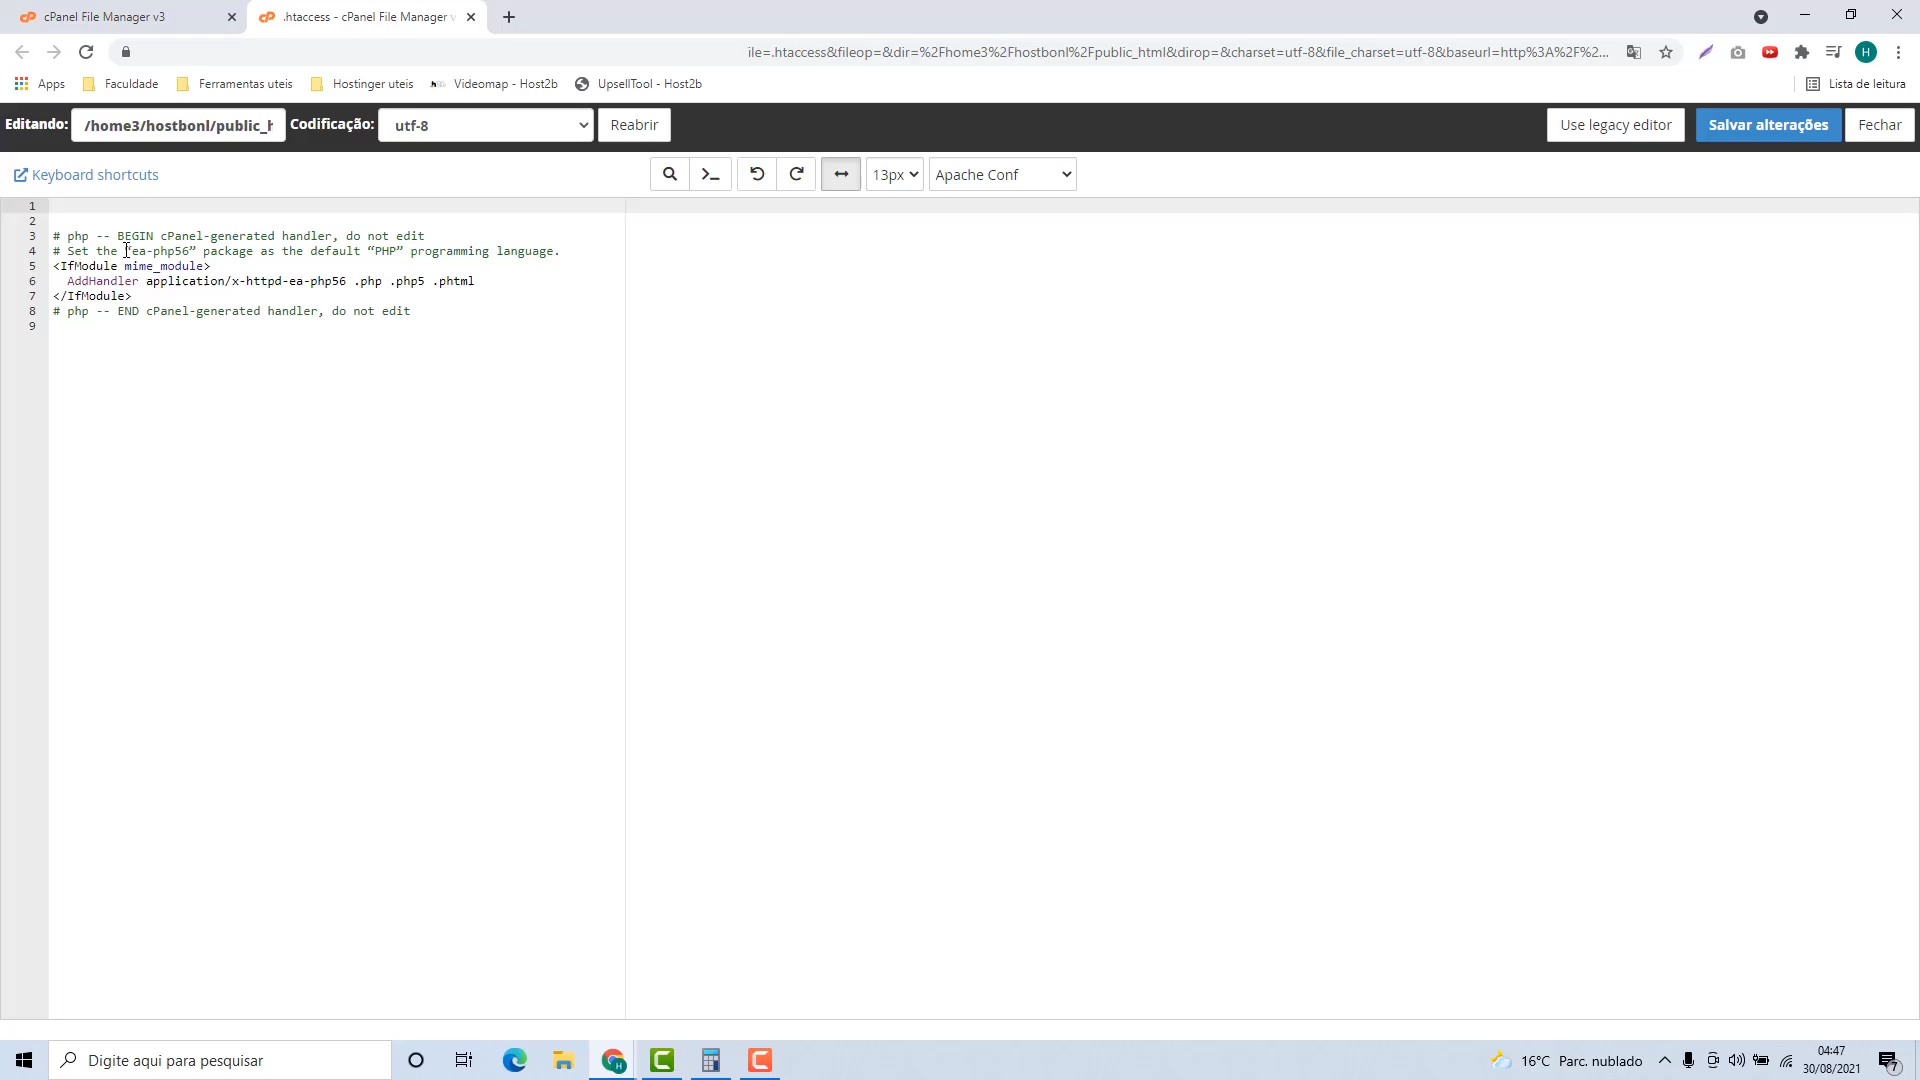 cPanel File Manager v3
.htaccess - cPanel File Manager v
ile=.htaccess&fileop=&dir=%2Fhome3%2Fhostbonl%2Fpublic_html&dirop=&charset=utf-8&file_charset=utf-8&baseurl=http%3A%2F%2...
H
Apps Faculdade Ferramentas uteis Hostinger uteis Videomap - Host2b UpsellTool - Host2b Lista de leitura
Editando: /home3/hostbonl/public_h Codificação: utf-8 Reabrir Use legacy editor Salvar alterações Fechar
Keyboard shortcuts 13px Apache Conf
1
2
3 # php -- BEGIN cPanel-generated handler, do not edit
4 # Set the “ea-php56” package as the default “PHP” programming language.
5 <IfModule mime_module>
6 AddHandler application/x-httpd-ea-php56 .php .php5 .phtml
7 </IfModule>
8 # php -- END cPanel-generated handler, do not edit
9
Digite aqui para pesquisar
16°C Parc. nublado
04:47
30/08/2021
7